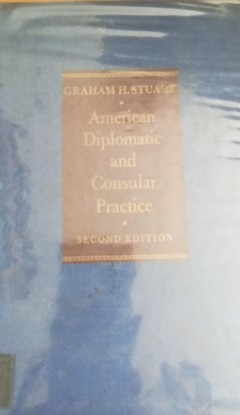 GRAHAM H. STUART
American
Diplomatic
and
Consular
Practice
SECOND EDITION